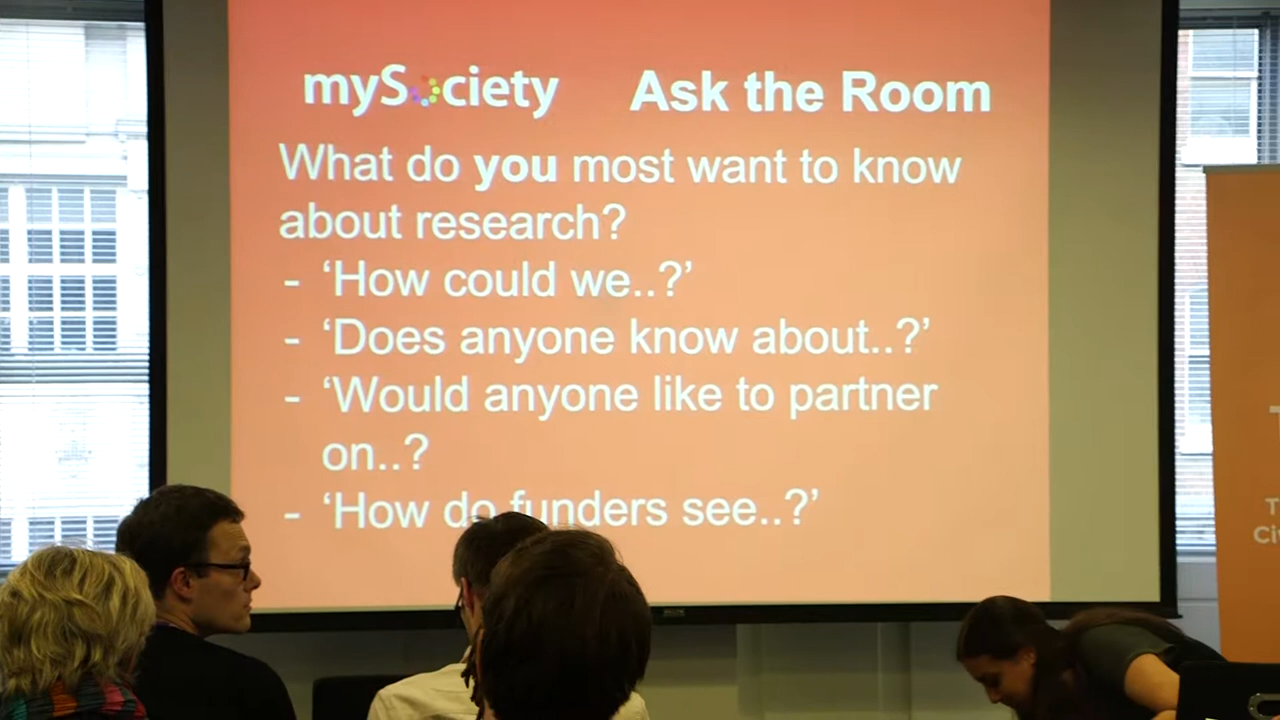 mySociety Ask the Room
What do you most want to know
about research?
- ‘How could we..?’
- ‘Does anyone know about..?’
- ‘Would anyone like to partner
on..?
- ‘How do funders see..?’